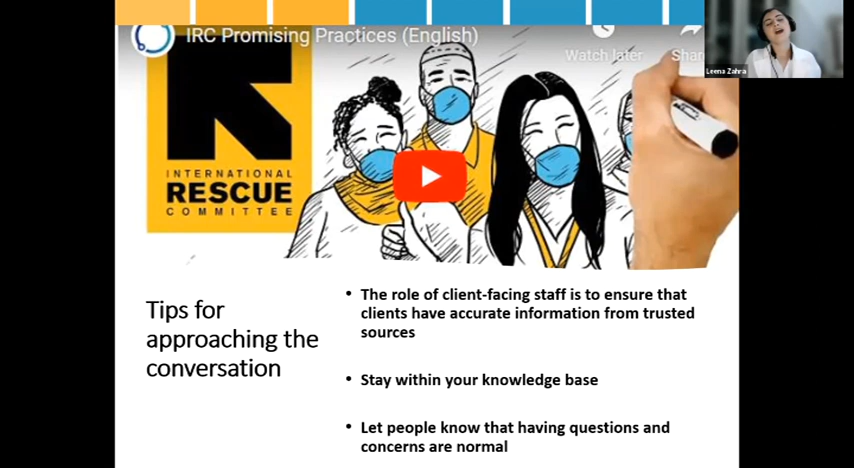 IRC Promising Practices (English)
Watch later
Shar
Leena Zahra
INTERNATIONAL
RESCUE
COMMITTEE
Tips for
approaching the
conversation
• The role of client-facing staff is to ensure that
clients have accurate information from trusted
sources
• Stay within your knowledge base
• Let people know that having questions and
concerns are normal